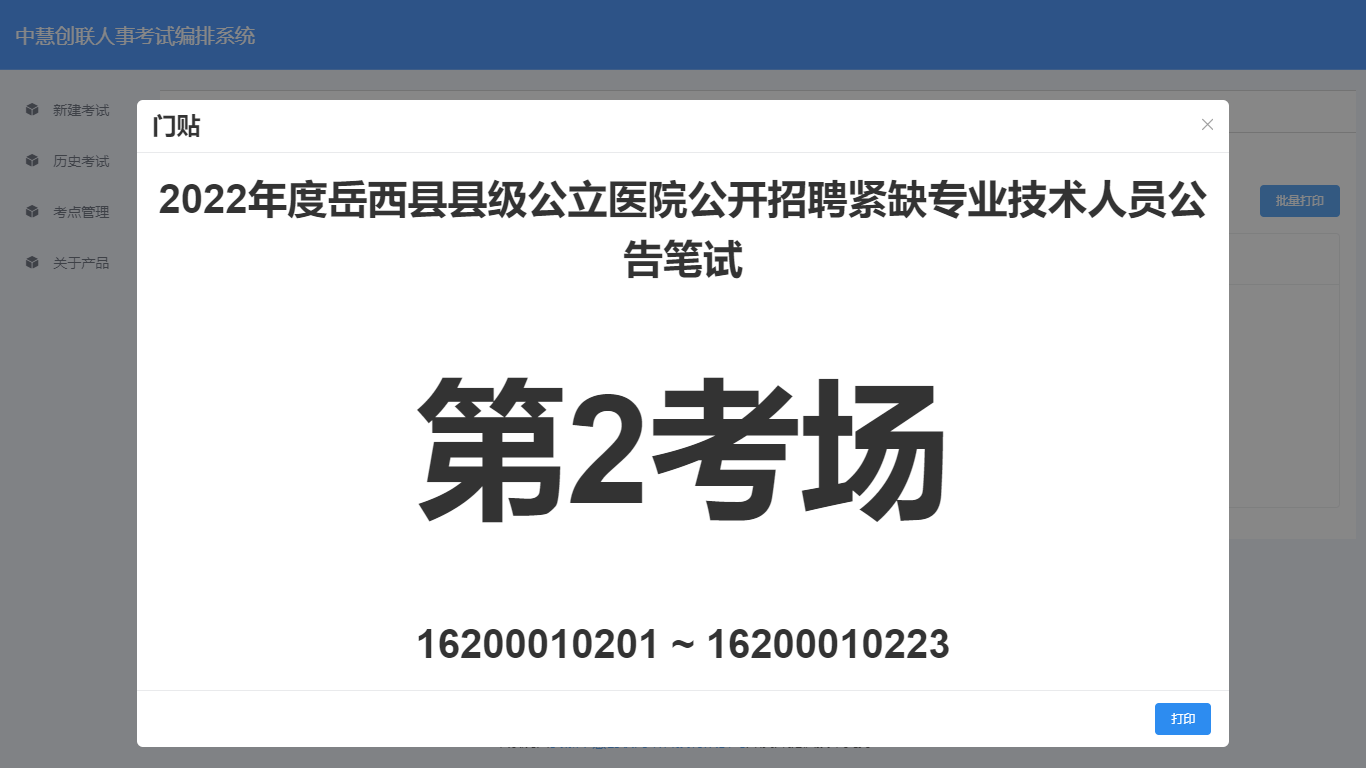 中慧创联人事考试编排系统
新建考试
历史考试
考点管理
关于产品
门贴
批量打印
2022年度岳西县县级公立医院公开招聘紧缺专业技术人员公
告笔试
第2考场
16200010201 ~ 16200010223
打印